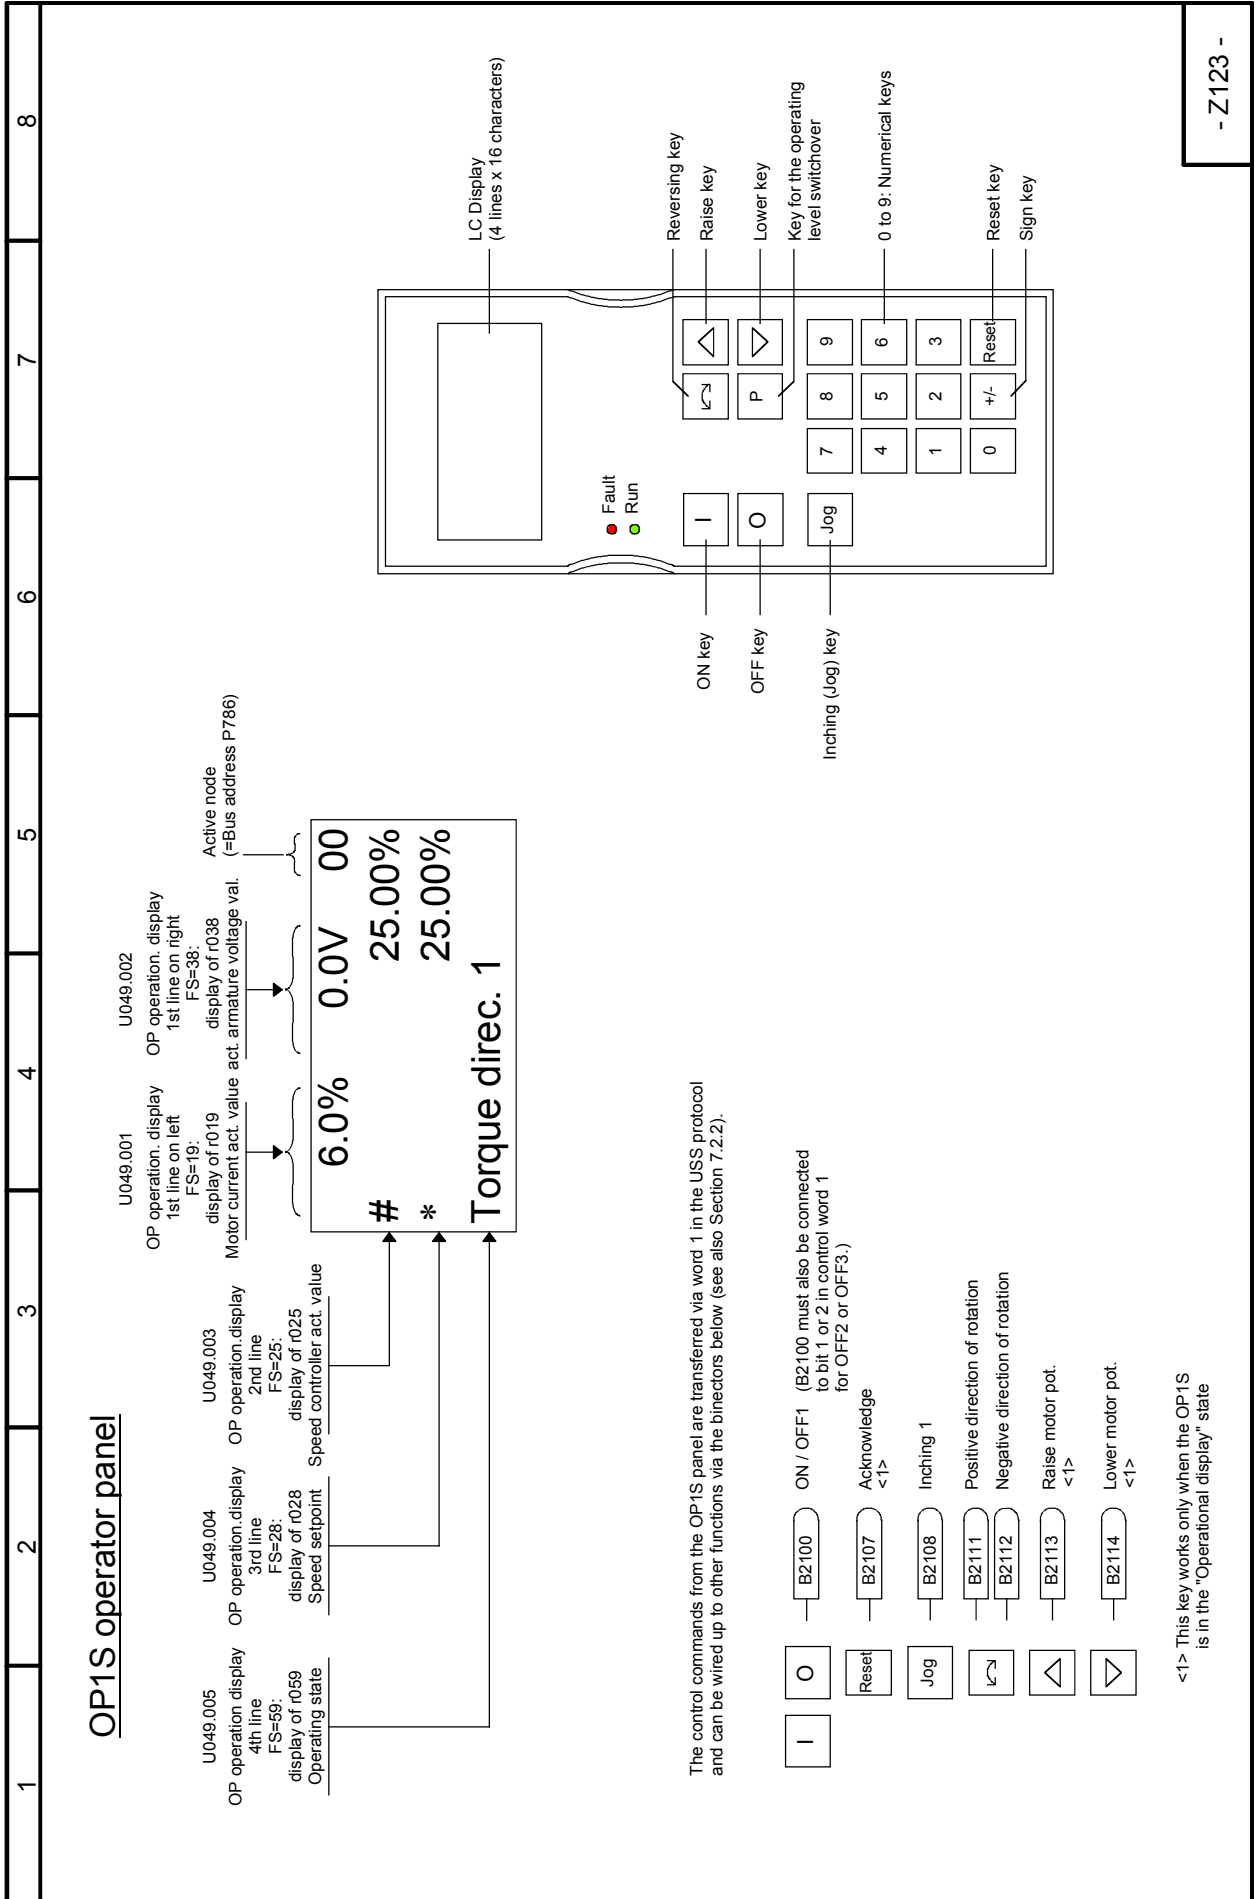 1 2 3 4 5 6 7 8
OP1S operator panel
U049.005
OP operation display
4th line
FS=59:
display of r059
Operating state
U049.004
OP operation.display
3rd line
FS=28:
display of r028
Speed setpoint
U049.003
OP operation.display
2nd line
FS=25:
display of r025
Speed controller act. value
U049.001
OP operation. display
1st line on left
FS=19:
display of r019
Motor current act. value
U049.002
OP operation. display
1st line on right
FS=38:
display of r038
act. armature voltage val.
Active node
(=Bus address P786)
6.0% 0.0V 00
# 25.00%
* 25.00%
Torque direc. 1
LC Display
(4 lines x 16 characters)
Fault
Run
Reversing key
Raise key
Lower key
Key for the operating
level switchover
0 to 9: Numerical keys
Reset key
Sign key
ON key
OFF key
Inching (Jog) key
I
O P
Jog 7 8 9
4 5 6
1 2 3
0 +/- Reset
The control commands from the OP1S panel are transferred via word 1 in the USS protocol
and can be wired up to other functions via the binectors below (see also Section 7.2.2).
I O B2100 ON / OFF1 (B2100 must also be connected
to bit 1 or 2 in control word 1
for OFF2 or OFF3.)
Reset B2107 Acknowledge
<1>
Jog B2108 Inching 1
B2111 Positive direction of rotation
B2112 Negative direction of rotation
B2113 Raise motor pot.
<1>
B2114 Lower motor pot.
<1>
<1> This key works only when the OP1S
is in the "Operational display" state
- Z123 -